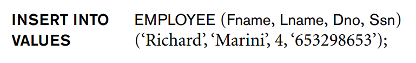 INSERT INTO EMPLOYEE (Fname, Lname, Dno, Ssn)
VALUES (‘Richard’, ‘Marini’, 4, ‘653298653’);